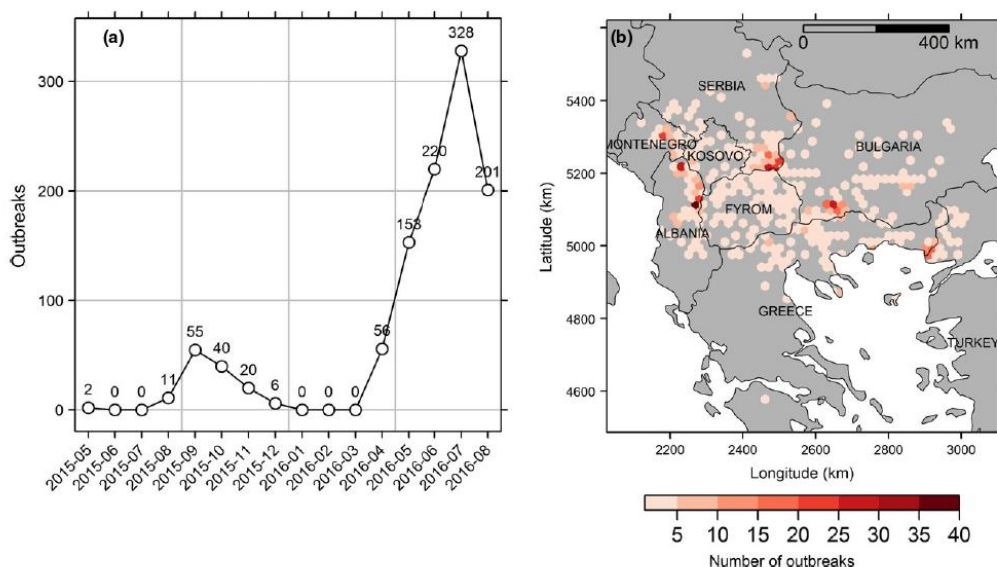 (a)
Outbreaks
300
200
100
0
2
0
0
11
55
40
20
6
0
0
0
56
153
220
328
201
2015-05
2015-06
2015-07
2015-08
2015-09
2015-10
2015-11
2015-12
2016-01
2016-02
2016-03
2016-04
2016-05
2016-06
2016-07
2016-08
(b)
0 400 km
Latitude (km)
5400
5200
5000
4800
4600
SERBIA
MONTENEGRO
KOSOVO
BULGARIA
FYROM
ALBANIA
GREECE
TURKEY
2200 2400 2600 2800 3000
Longitude (km)
5 10 15 20 25 30 35 40
Number of outbreaks